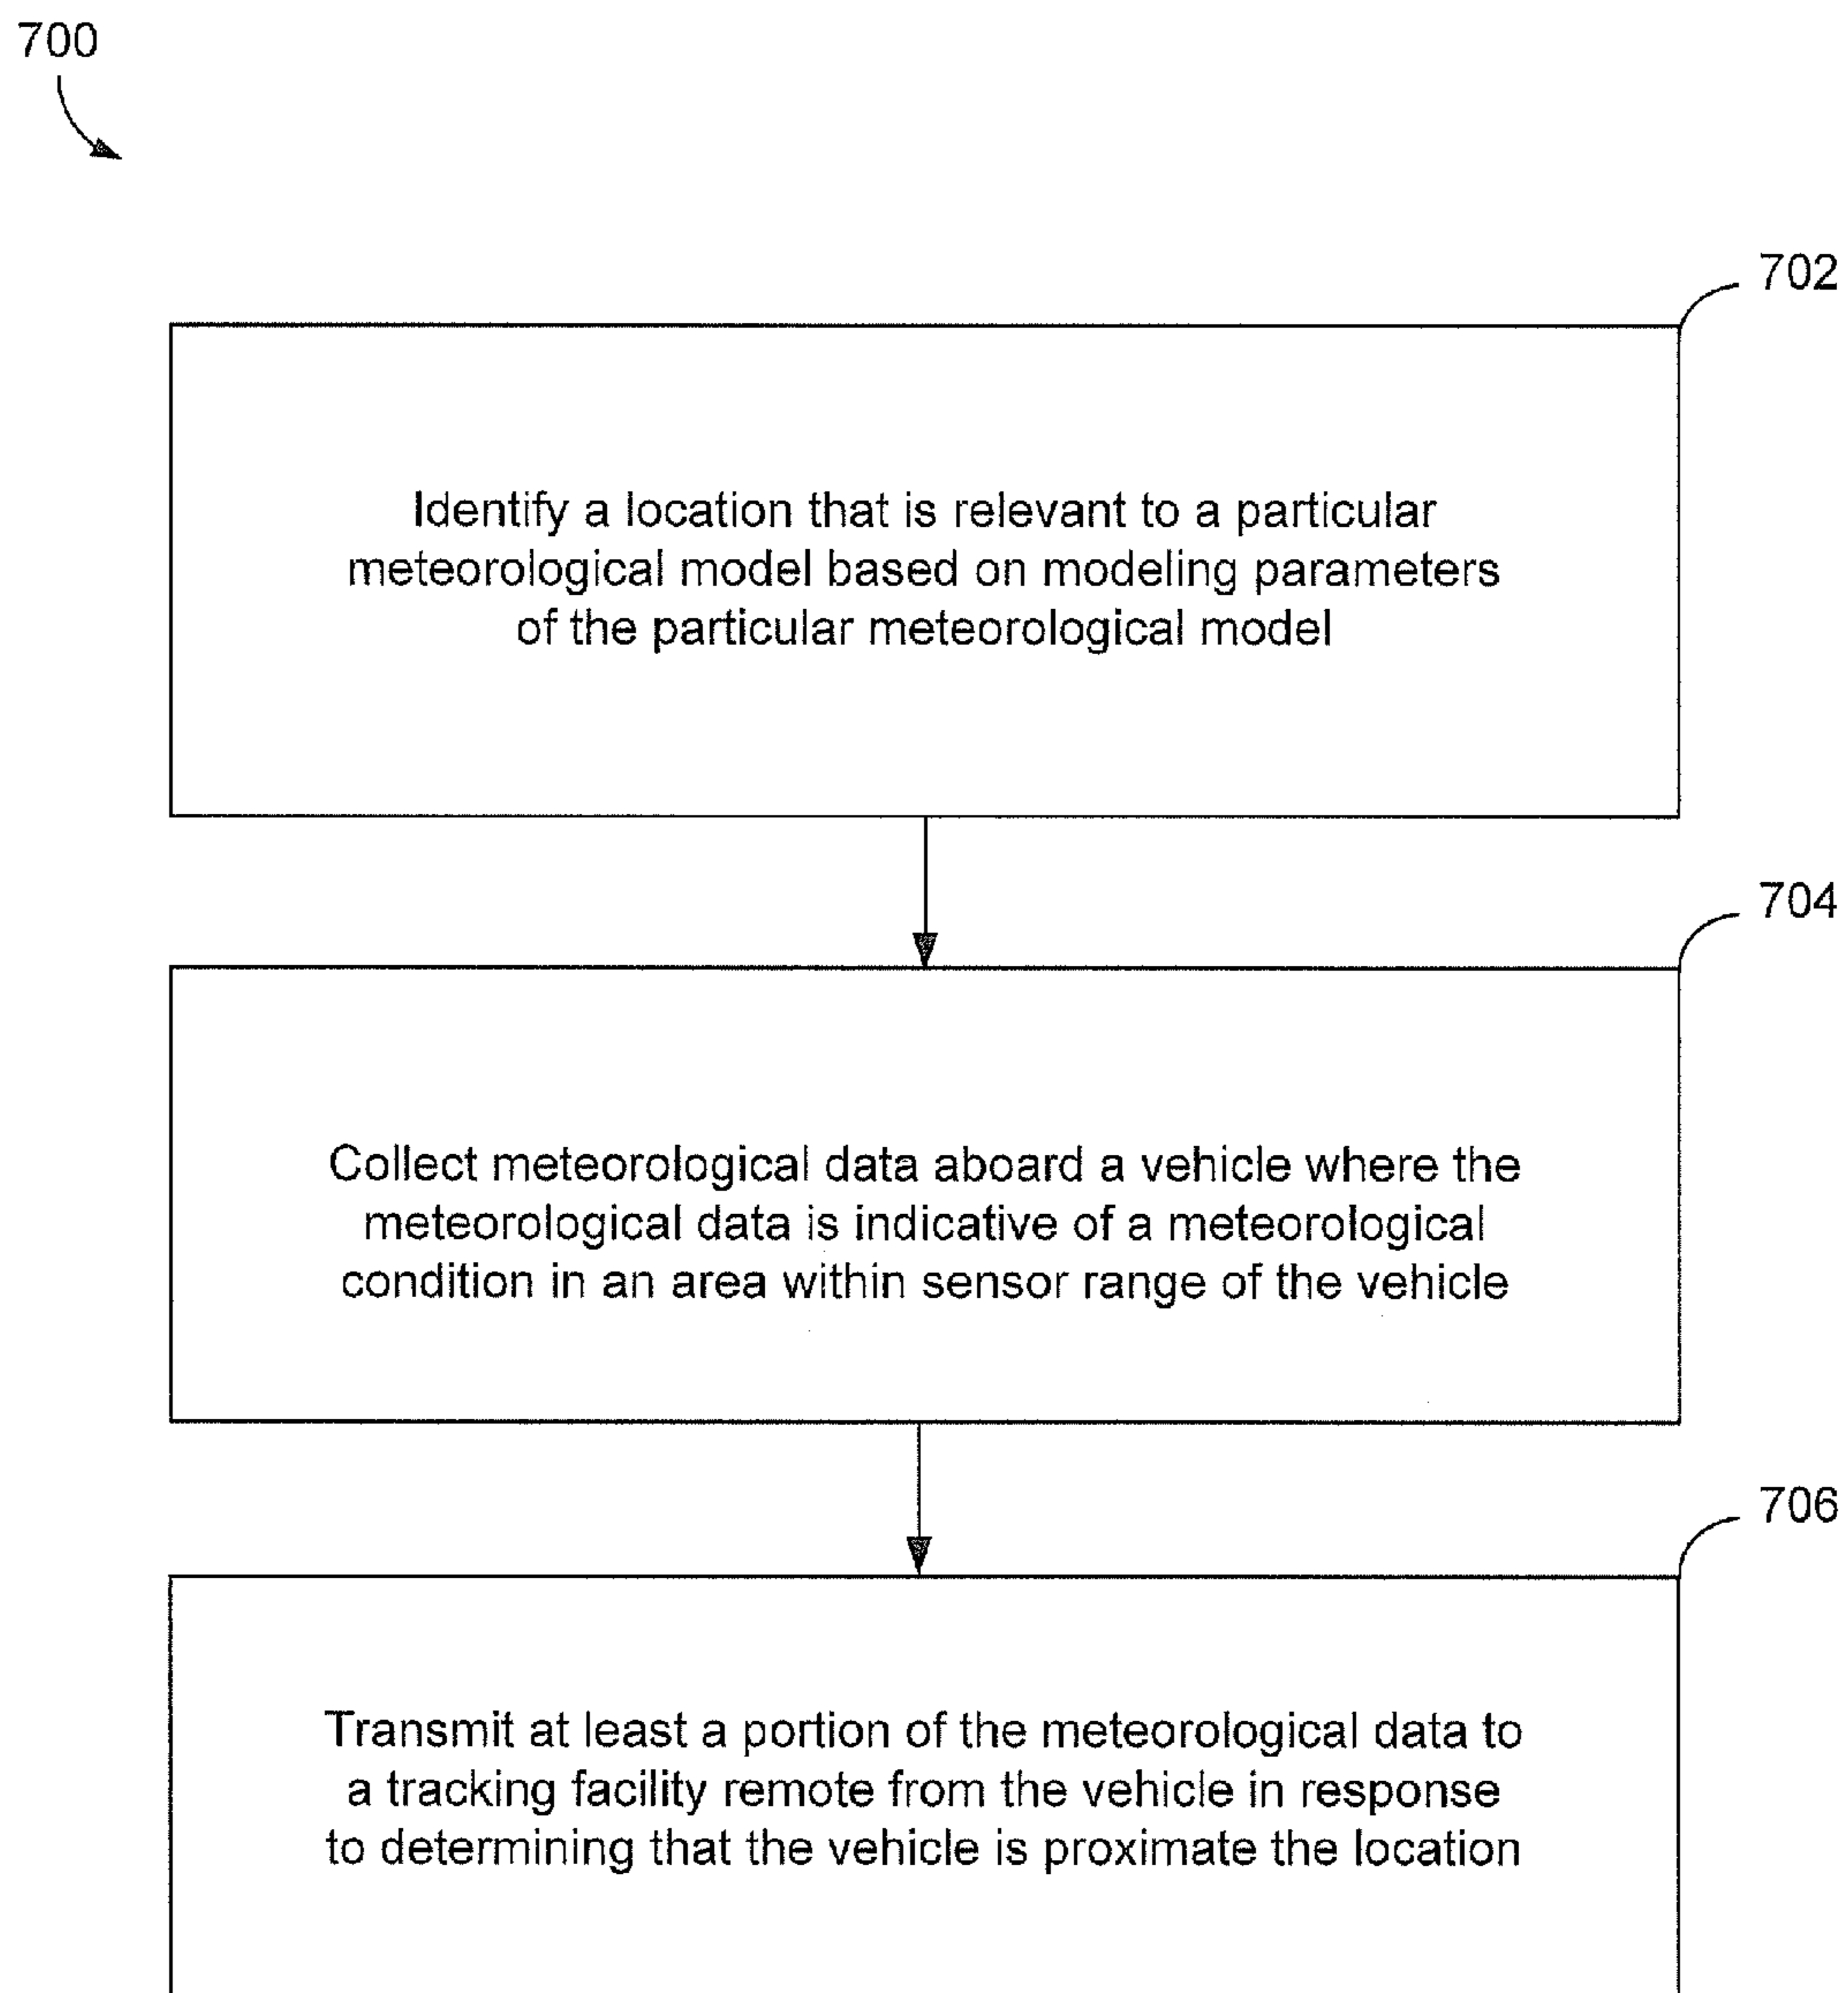 700
702
Identify a location that is relevant to a particular
meteorological model based on modeling parameters
of the particular meteorological model
704
Collect meteorological data aboard a vehicle where the
meteorological data is indicative of a meteorological
condition in an area within sensor range of the vehicle
706
Transmit at least a portion of the meteorological data to
a tracking facility remote from the vehicle in response
to determining that the vehicle is proximate the location